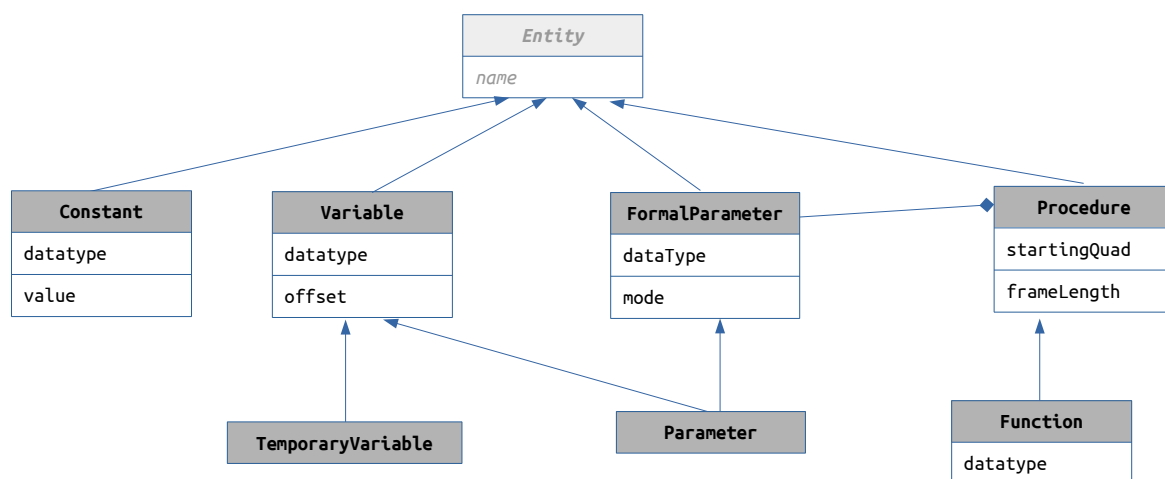 Entity
name
Constant
datatype
value
Variable
datatype
offset
FormalParameter
dataType
mode
Procedure
startingQuad
frameLength
TemporaryVariable
Parameter
Function
datatype